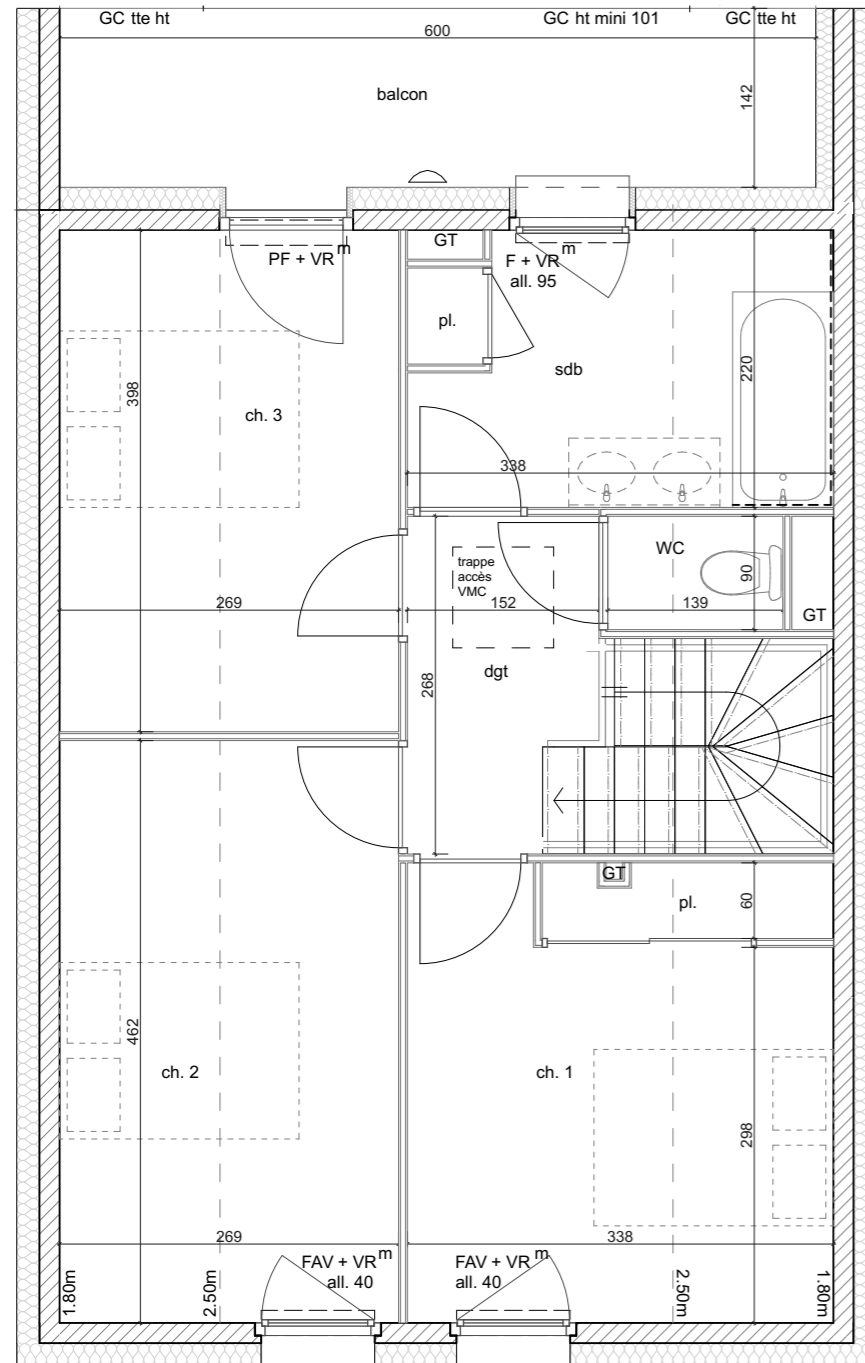 GC tte ht
GC ht mini 101
GC tte ht
600
balcon
142
PF + VR m
GT
F + VR m
all. 95
pl.
sdb
398
ch. 3
220
338
trappe
accès
VMC
WC
90
269
152
139
GT
dgt
268
GT
pl.
60
462
ch. 2
ch. 1
298
269
338
1.80m
2.50m
FAV + VR m
all. 40
FAV + VR m
all. 40
2.50m
1.80m